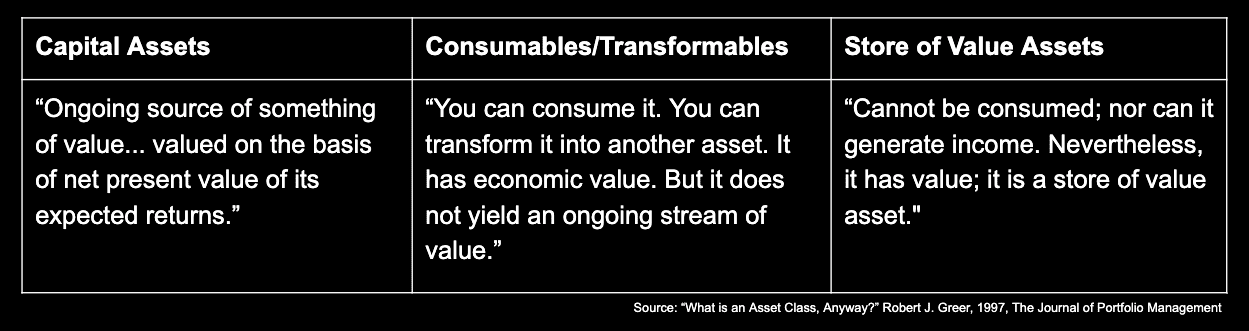 Capital Assets
Consumables/Transformables
Store of Value Assets
“Ongoing source of something
of value... valued on the basis
of net present value of its
expected returns.”
“You can consume it. You can
transform it into another asset. It
has economic value. But it does
not yield an ongoing stream of
value.”
“Cannot be consumed; nor can it
generate income. Nevertheless,
it has value; it is a store of value
asset."
Source: “What is an Asset Class, Anyway?” Robert J. Greer, 1997, The Journal of Portfolio Management